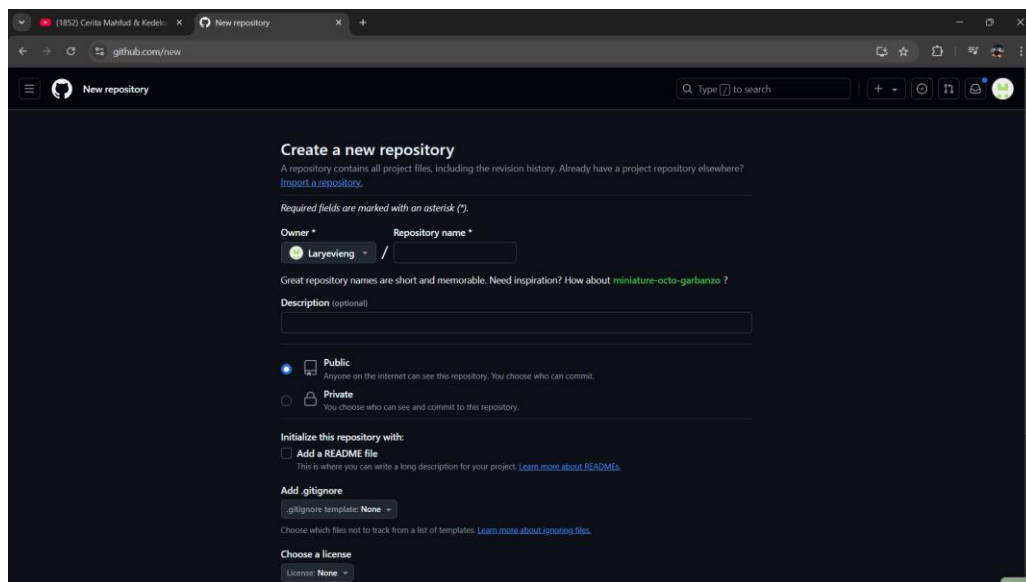 (1852) Cerita Mahfud & Kedek
New repository
github.com/new
New repository
Type / to search
Create a new repository
A repository contains all project files, including the revision history. Already have a project repository elsewhere?
Import a repository.
Required fields are marked with an asterisk (*).
Owner * Repository name *
Laryevieng /
Great repository names are short and memorable. Need inspiration? How about miniature-octo-garbanzo ?
Description (optional)
Public
Anyone on the internet can see this repository. You choose who can commit.
Private
You choose who can see and commit to this repository.
Initialize this repository with:
Add a README file
This is where you can write a long description for your project. Learn more about READMEs.
Add .gitignore
.gitignore template: None
Choose which files not to track from a list of templates. Learn more about ignoring files.
Choose a license
License: None